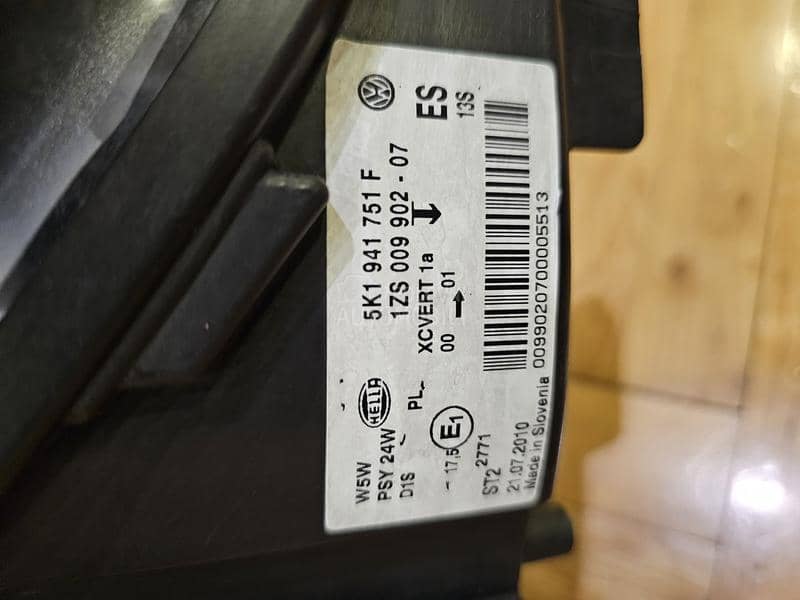 W5W
PSY 24W
D1S
HELLA
5K1 941 751 F
1ZS 009 902 - 07
PL
XCVERT 1a
00 → 01
- 17,5
E1
ES
13S
ST2 2771
21.07.2010
Made in Slovenia
0099020700005513